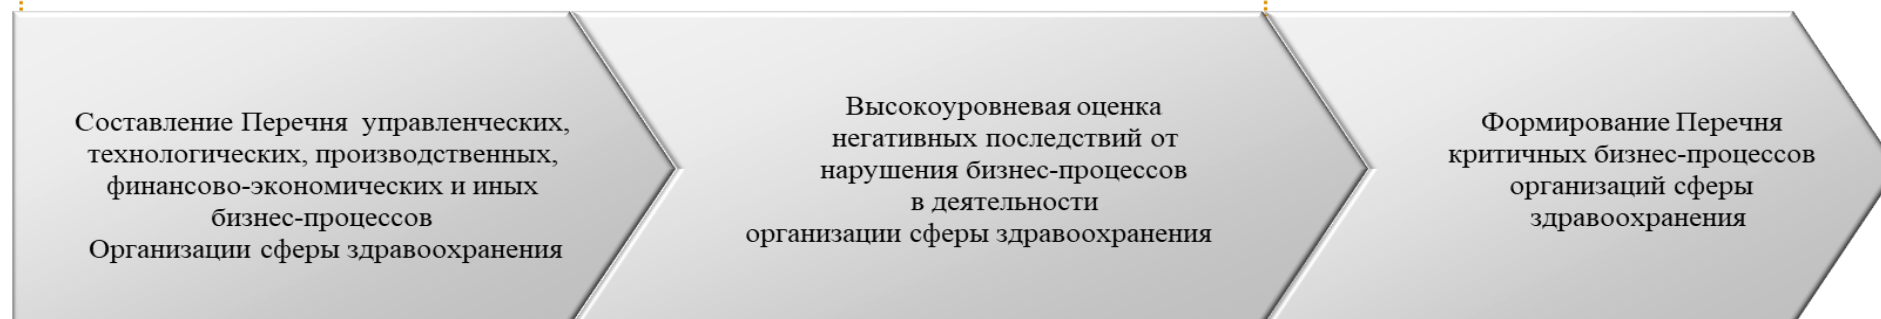 Составление Перечня управленческих,
технологических, производственных,
финансово-экономических и иных
бизнес-процессов
Организации сферы здравоохранения
Высокоуровневая оценка
негативных последствий от
нарушения бизнес-процессов
в деятельности
организации сферы здравоохранения
Формирование Перечня
критичных бизнес-процессов
организаций сферы
здравоохранения